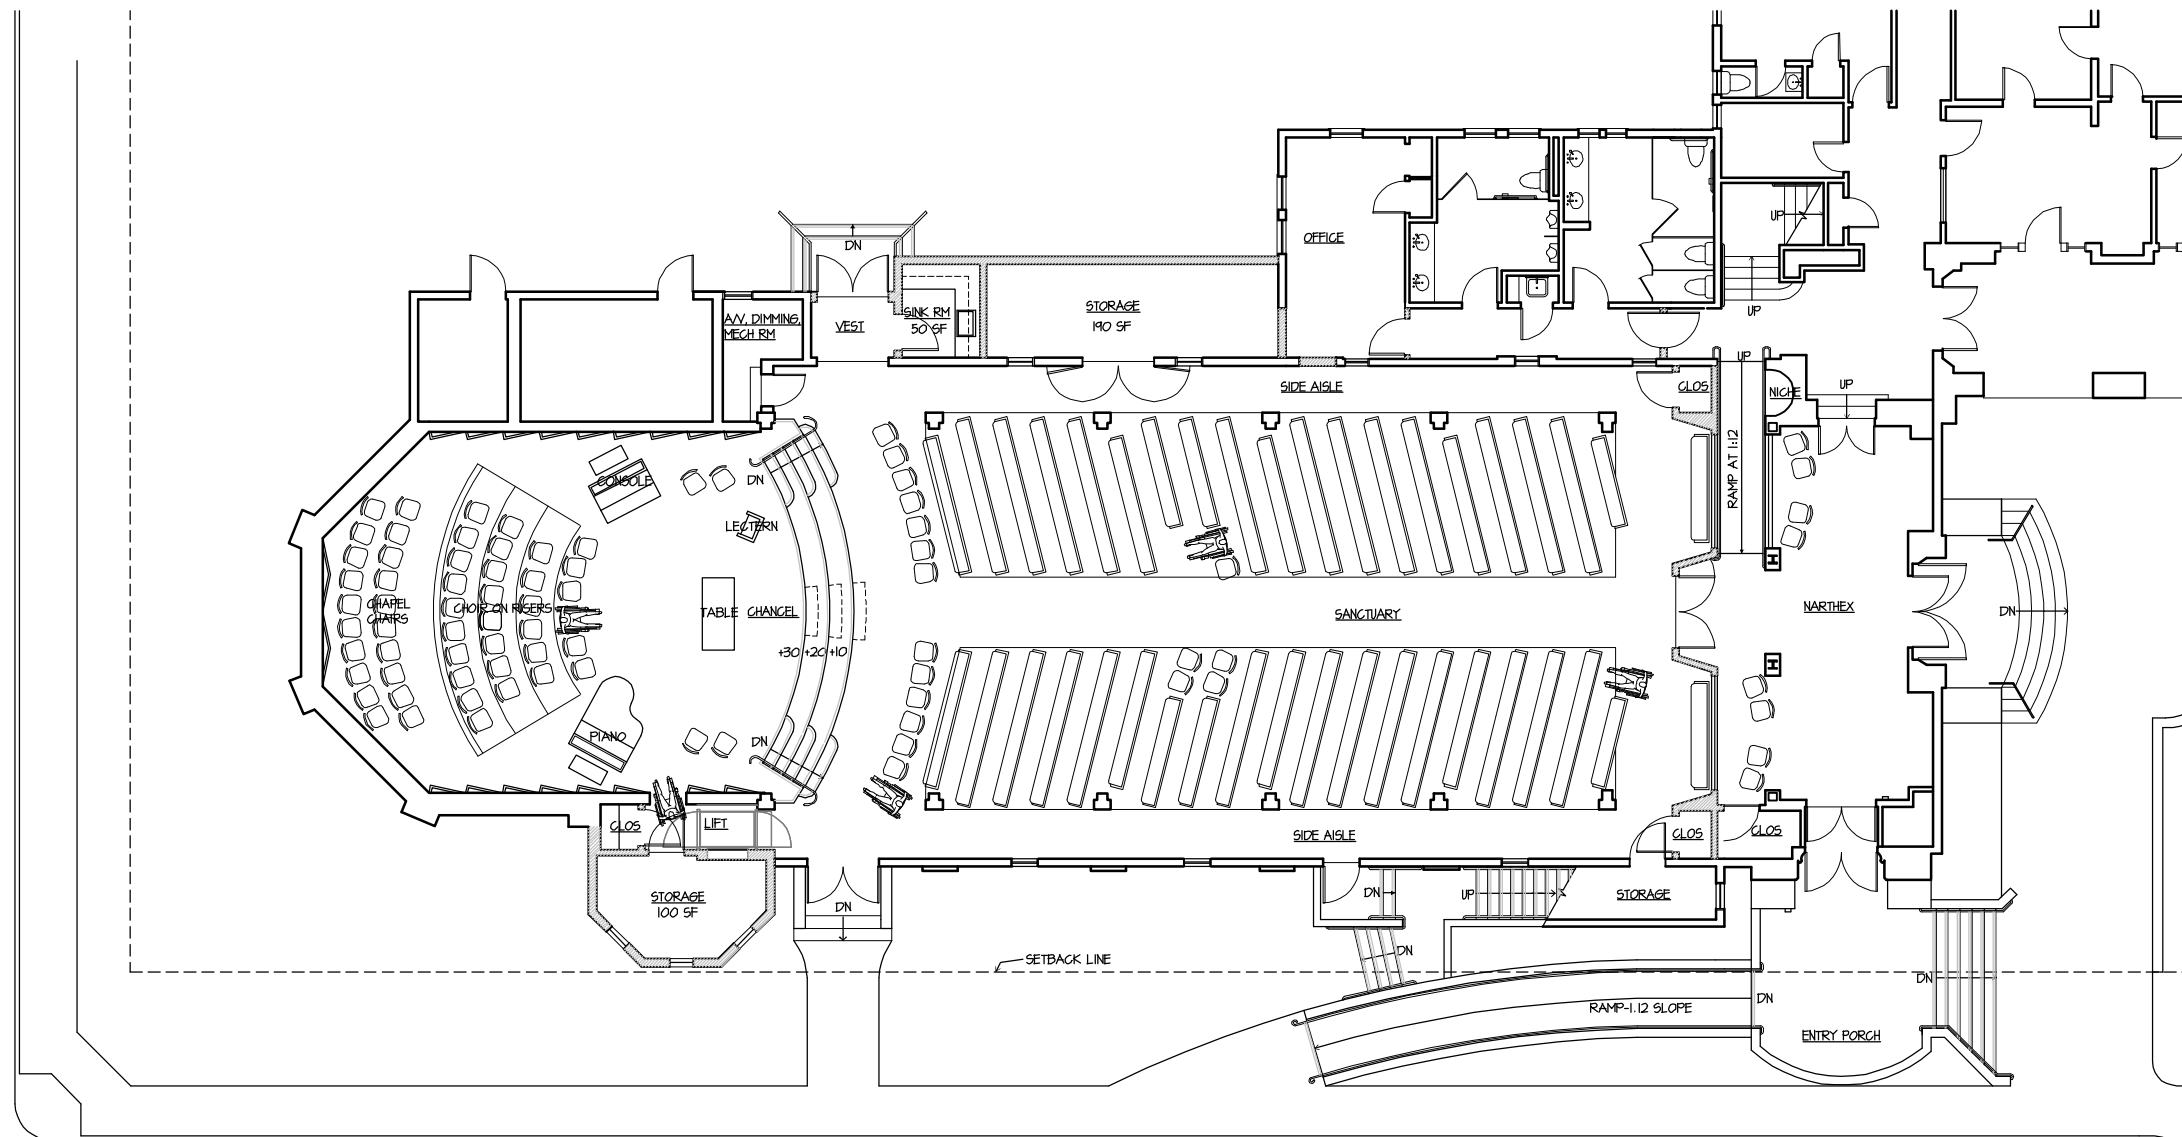 UP
DN
UP
OFFICE
A/V, DIMMING,
MECH RM
VEST
SINK RM
50 SF
STORAGE
190 SF
UP
UP
SIDE AISLE
CLOS
NICHE
UP
RAMP AT 1:12
CONSOLE
DN
LECTERN
CHAPEL
CHAIRS
CHOIR ON RISERS
TABLE
CHANCEL
SANCTUARY
NARTHEX
DN
+30
+20
+10
H
H
PIANO
DN
CLOS
LIFT
SIDE AISLE
CLOS
CLOS
STORAGE
100 SF
DN
DN
UP
STORAGE
DN
SETBACK LINE
DN
DN
RAMP-1:12 SLOPE
ENTRY PORCH